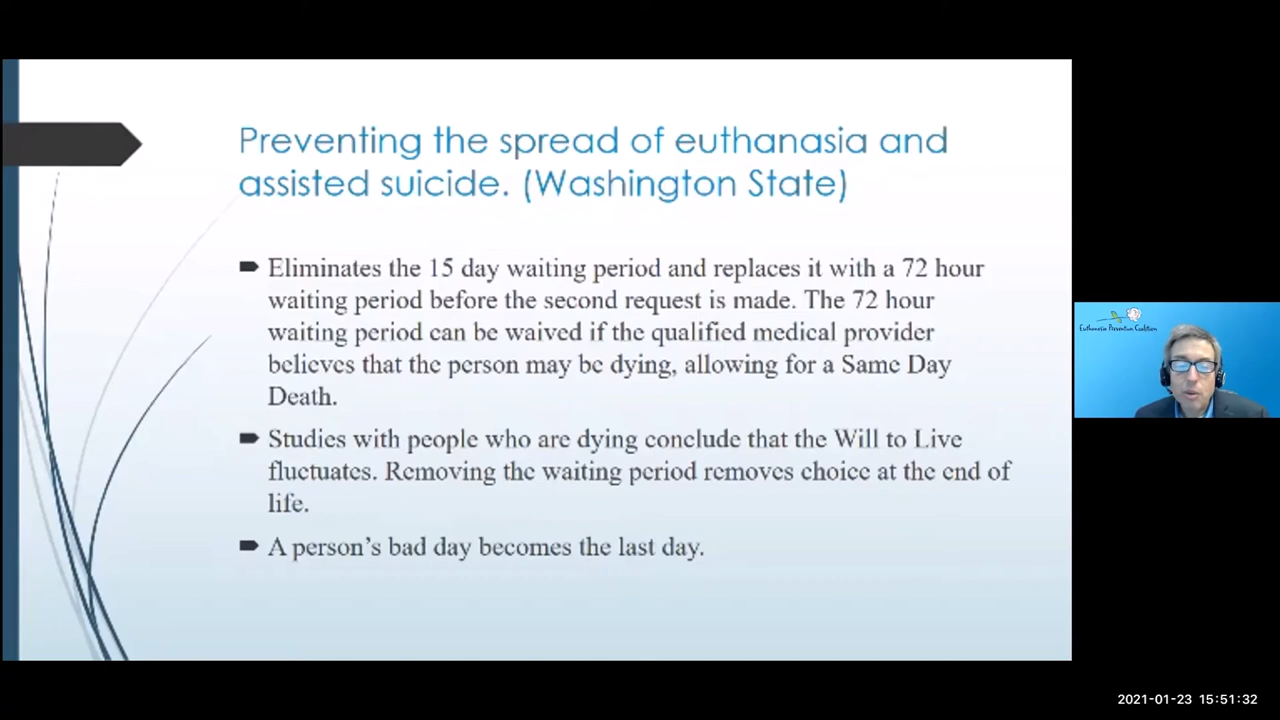 Preventing the spread of euthanasia and
assisted suicide. (Washington State)
Eliminates the 15 day waiting period and replaces it with a 72 hour
waiting period before the second request is made. The 72 hour
waiting period can be waived if the qualified medical provider
believes that the person may be dying, allowing for a Same Day
Death.
Studies with people who are dying conclude that the Will to Live
fluctuates. Removing the waiting period removes choice at the end of
life.
A person's bad day becomes the last day.
Euthanasia Prevention Coalition
2021-01-23 15:51:32